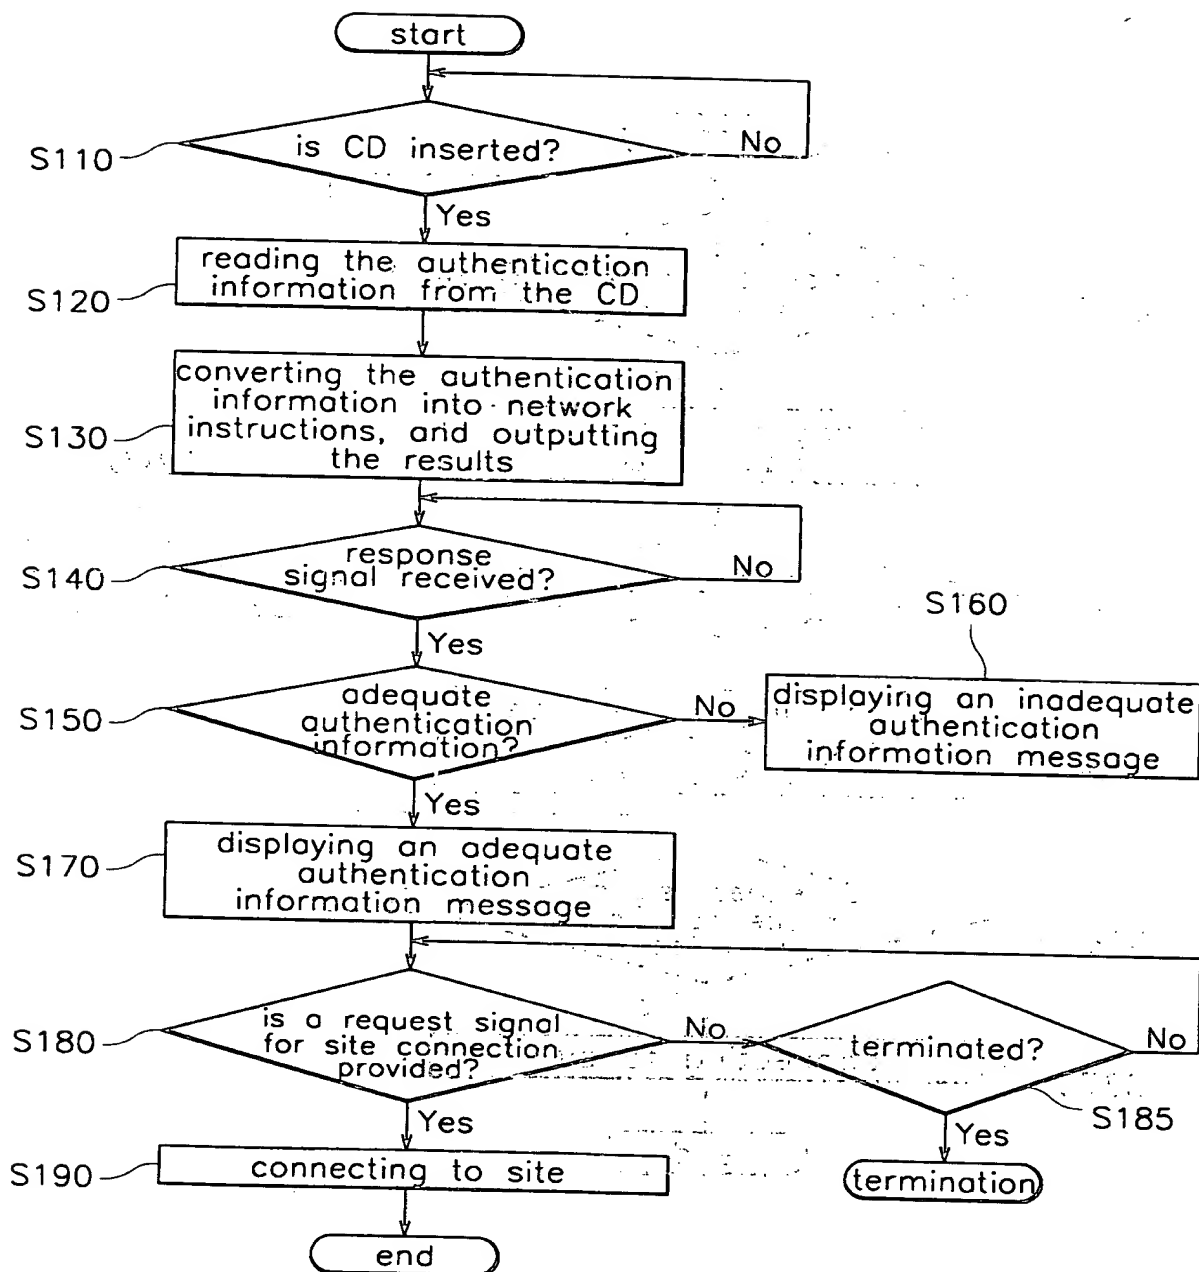 start
is CD inserted?
No
S110
Yes
reading the authentication
information from the CD
S120
converting the authentication
information into network
instructions, and outputting
the results
S130
response
signal received?
No
S140
Yes
S160
adequate
authentication
information?
No
S150
displaying an inadequate
authentication
information message
Yes
displaying an adequate
authentication
information message
S170
is a request signal
for site connection
provided?
No
S180
terminated?
No
S185
Yes
Yes
connecting to site
S190
termination
end